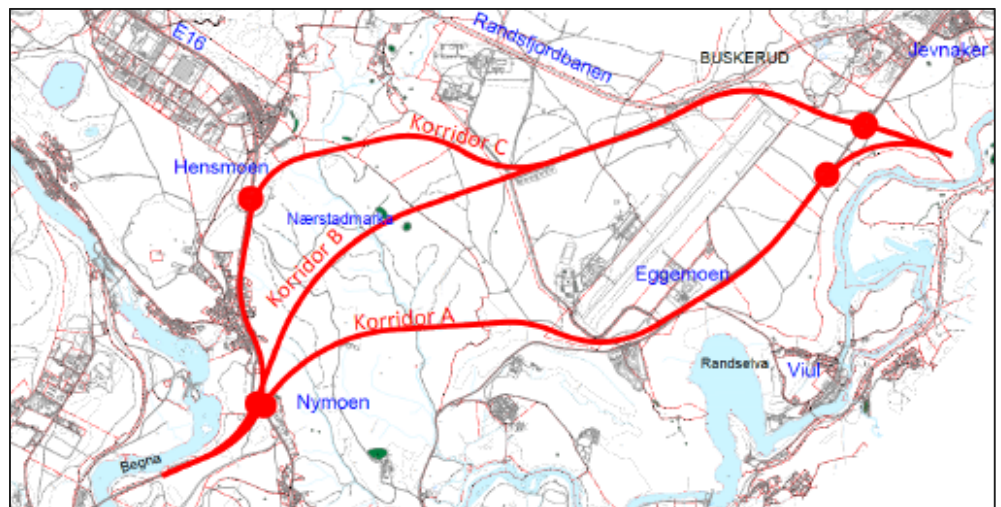 E16
Randsfjordbanen
BUSKERUD
Jevnaker
Korridor C
Hensmoen
Nærstadmarka
Korridor B
Eggemoen
Korridor A
Randselva
Viul
Nymoen
Begna